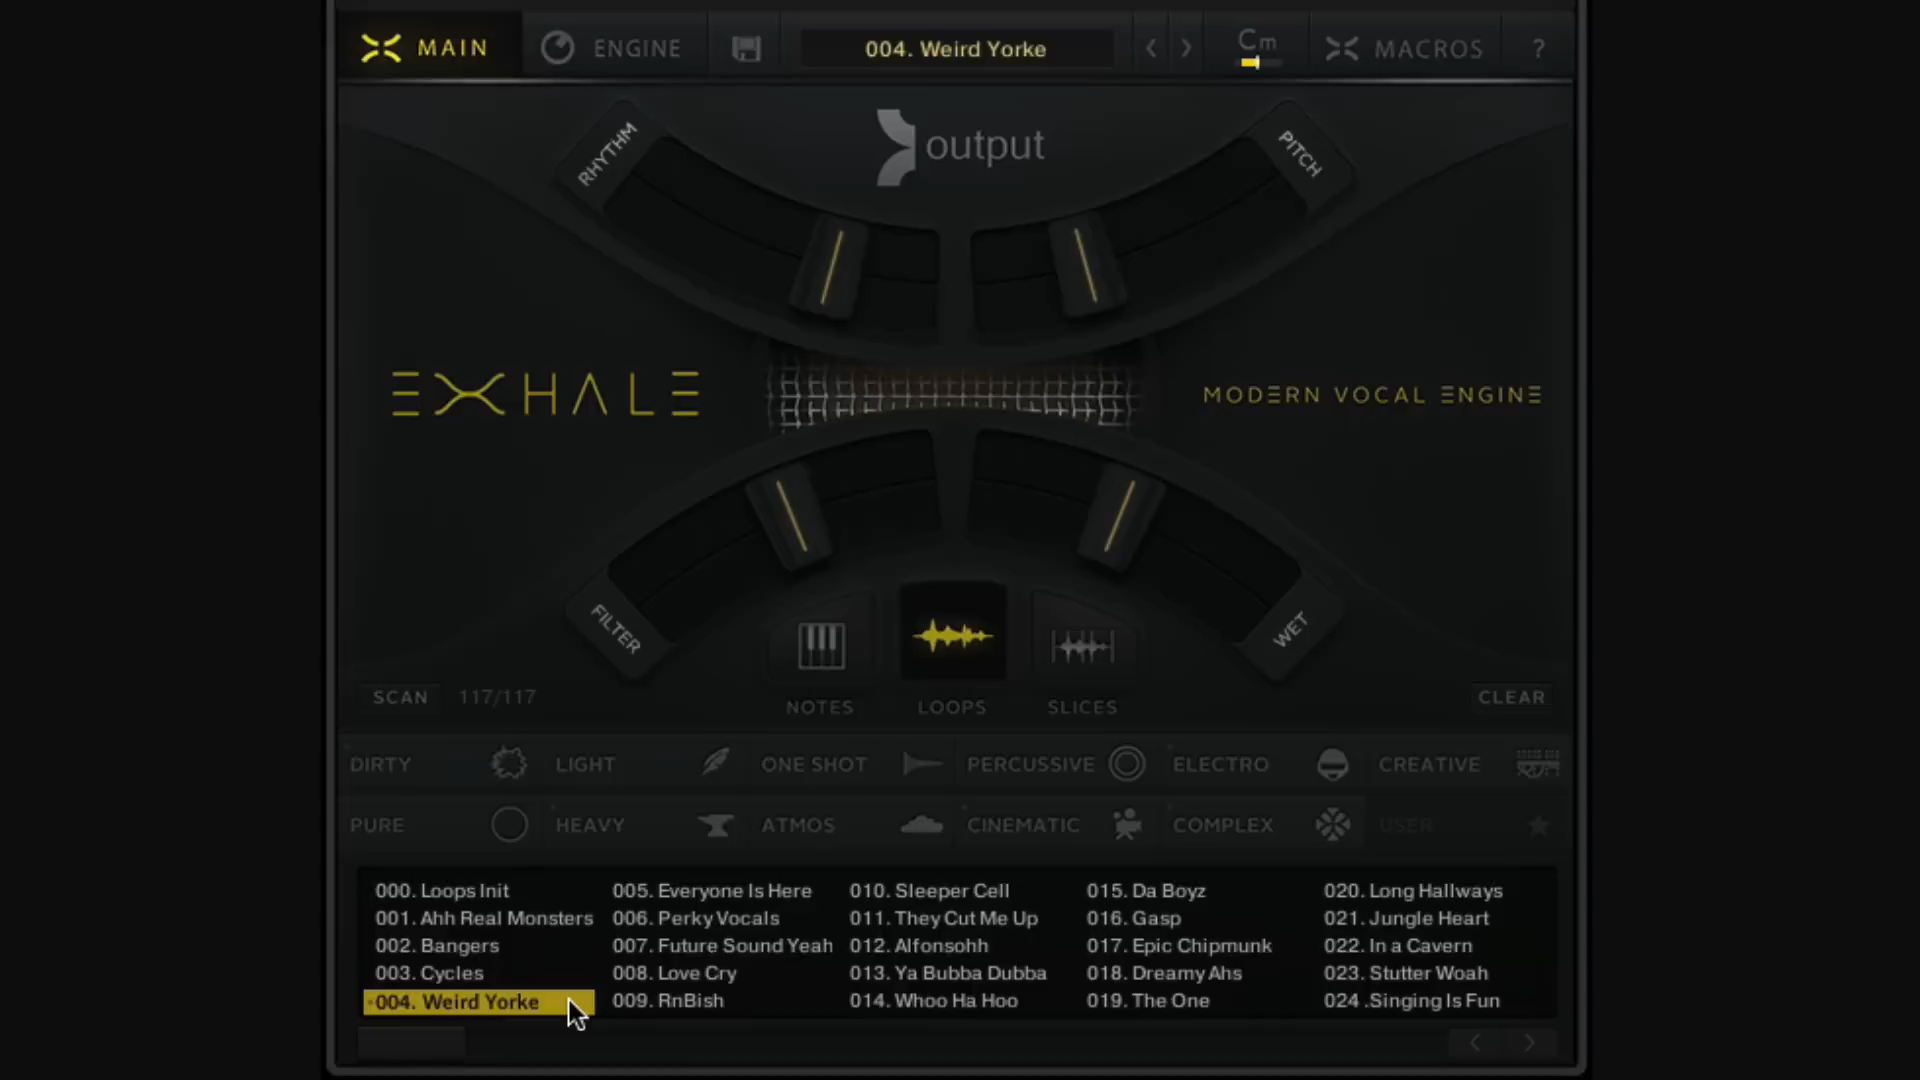 MAIN
ENGINE
004. Weird Yorke
< >
Cm
MACROS
?
RHYTHM
output
PITCH
EXHALE
MODERN VOCAL ENGINE
FILTER
WET
SCAN 117/117
NOTES
LOOPS
SLICES
CLEAR
DIRTY
LIGHT
ONE SHOT
PERCUSSIVE
ELECTRO
CREATIVE
PURE
HEAVY
ATMOS
CINEMATIC
COMPLEX
USER
000. Loops Init
001. Ahh Real Monsters
002. Bangers
003. Cycles
004. Weird Yorke
005. Everyone Is Here
006. Perky Vocals
007. Future Sound Yeah
008. Love Cry
009. RnBish
010. Sleeper Cell
011. They Cut Me Up
012. Alfonsohh
013. Ya Bubba Dubba
014. Whoo Ha Hoo
015. Da Boyz
016. Gasp
017. Epic Chipmunk
018. Dreamy Ahs
019. The One
020. Long Hallways
021. Jungle Heart
022. In a Cavern
023. Stutter Woah
024 .Singing Is Fun
< >